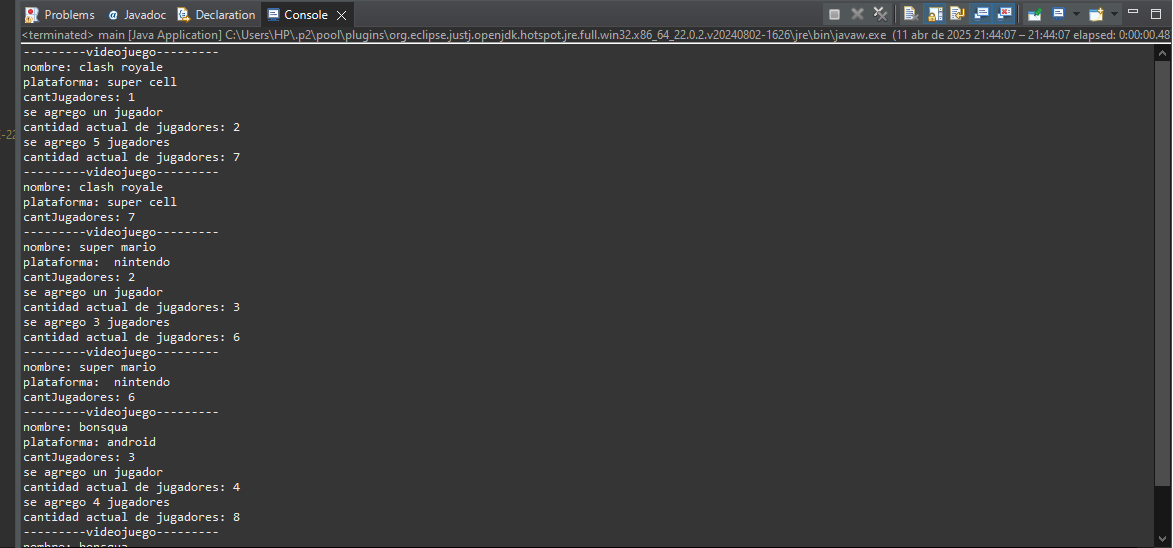 Problems @ Javadoc Declaration Console
<terminated> main [Java Application] C:\Users\HP\.p2\pool\plugins\org.eclipse.justj.openjdk.hotspot.jre.full.win32.x86_64_22.0.2.v20240802-1626\jre\bin\javaw.exe (11 abr de 2025 21:44:07 – 21:44:07 elapsed: 0:00:00.48
---------videojuego---------
nombre: clash royale
plataforma: super cell
cantJugadores: 1
se agrego un jugador
cantidad actual de jugadores: 2
se agrego 5 jugadores
cantidad actual de jugadores: 7
---------videojuego---------
nombre: clash royale
plataforma: super cell
cantJugadores: 7
---------videojuego---------
nombre: super mario
plataforma:  nintendo
cantJugadores: 2
se agrego un jugador
cantidad actual de jugadores: 3
se agrego 3 jugadores
cantidad actual de jugadores: 6
---------videojuego---------
nombre: super mario
plataforma:  nintendo
cantJugadores: 6
---------videojuego---------
nombre: bonsqua
plataforma: android
cantJugadores: 3
se agrego un jugador
cantidad actual de jugadores: 4
se agrego 4 jugadores
cantidad actual de jugadores: 8
---------videojuego---------
nombre: bonsqua